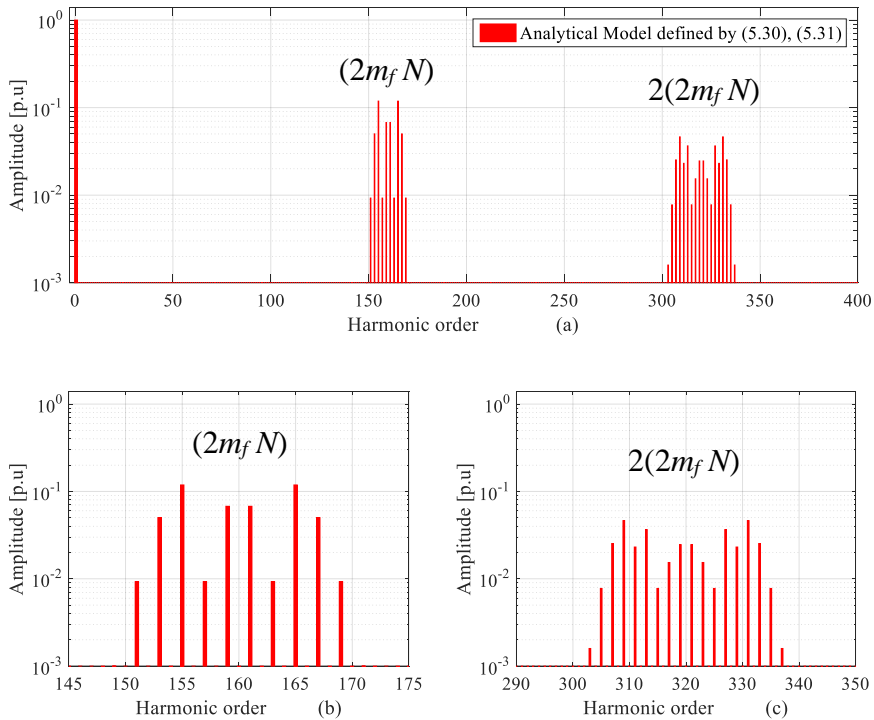 Analytical Model defined by (5.30), (5.31)
(2m_f N)
2(2m_f N)
Amplitude [p.u]
10^0
10^-1
10^-2
10^-3
0 50 100 150 200 250 300 350 400
Harmonic order (a)
(2m_f N)
Amplitude [p.u]
10^0
10^-1
10^-2
10^-3
145 150 155 160 165 170 175
Harmonic order (b)
2(2m_f N)
Amplitude [p.u]
10^0
10^-1
10^-2
10^-3
290 300 310 320 330 340 350
Harmonic order (c)